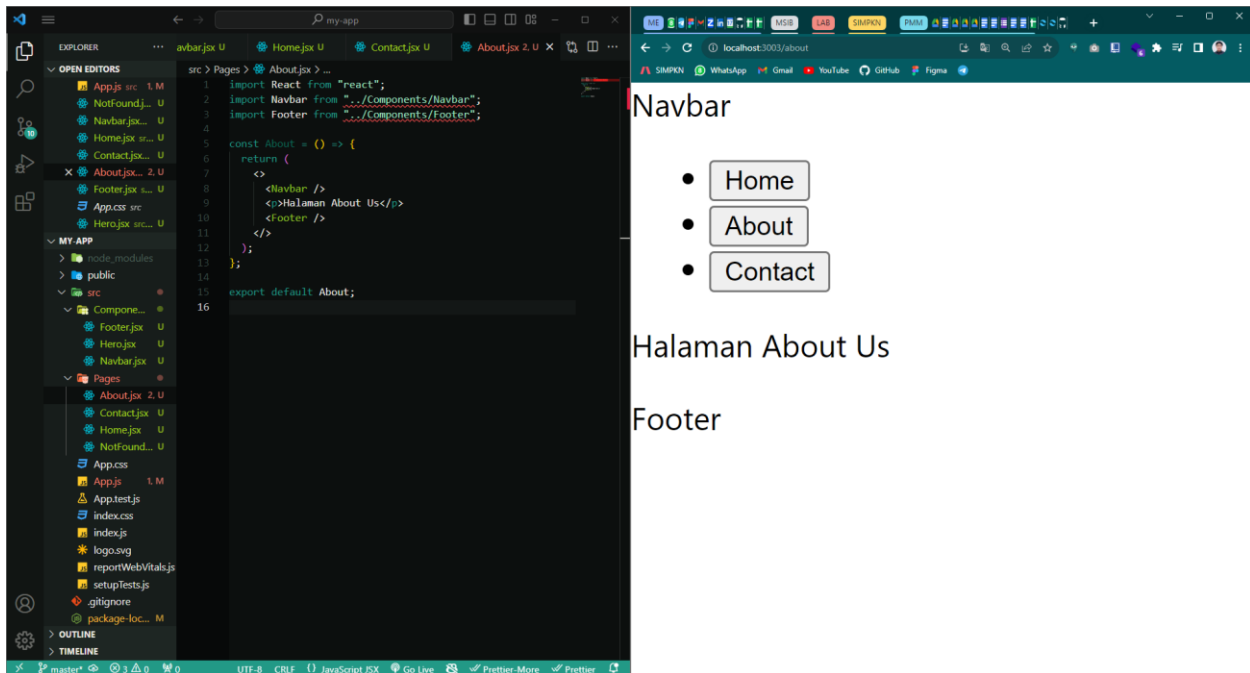 my-app
EXPLORER ...
OPEN EDITORS
App.js src 1, M
NotFound.j... U
Navbar.jsx... U
Home.jsx sr... U
Contact.jsx... U
About.jsx... 2, U
Footer.jsx s... U
App.css src
Hero.jsx src... U
MY-APP
node_modules
public
src
Compone...
Footer.jsx U
Hero.jsx U
Navbar.jsx U
Pages
About.jsx 2, U
Contact.jsx U
Home.jsx U
NotFound... U
App.css
App.js 1, M
App.test.js
index.css
index.js
logo.svg
reportWebVitals.js
setupTests.js
.gitignore
package-loc... M
OUTLINE
TIMELINE
avbar.jsx U Home.jsx U Contact.jsx U About.jsx 2, U ...
src > Pages > About.jsx > ...
1 import React from "react";
2 import Navbar from "../Components/Navbar";
3 import Footer from "../Components/Footer";
4
5 const About = () => {
6 return (
7 <>
8 <Navbar />
9 <p>Halaman About Us</p>
10 <Footer />
11 </>
12 );
13 };
14
15 export default About;
16
10
master* 3 0 0 UTF-8 CRLF {} JavaScript JSX Go Live Prettier-More Prettier
ME MSIB LAB SIMPKN PMM
localhost:3003/about
SIMPKN WhatsApp Gmail YouTube GitHub Figma
Navbar
Home
About
Contact
Halaman About Us
Footer